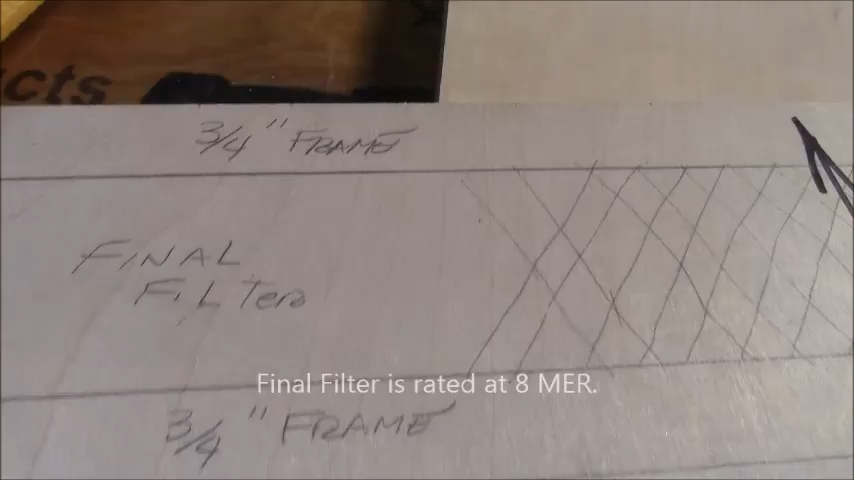 cts
3/4" FRAME
FINAL
FILTER
Final Filter is rated at 8 MER.
3/4" FRAME